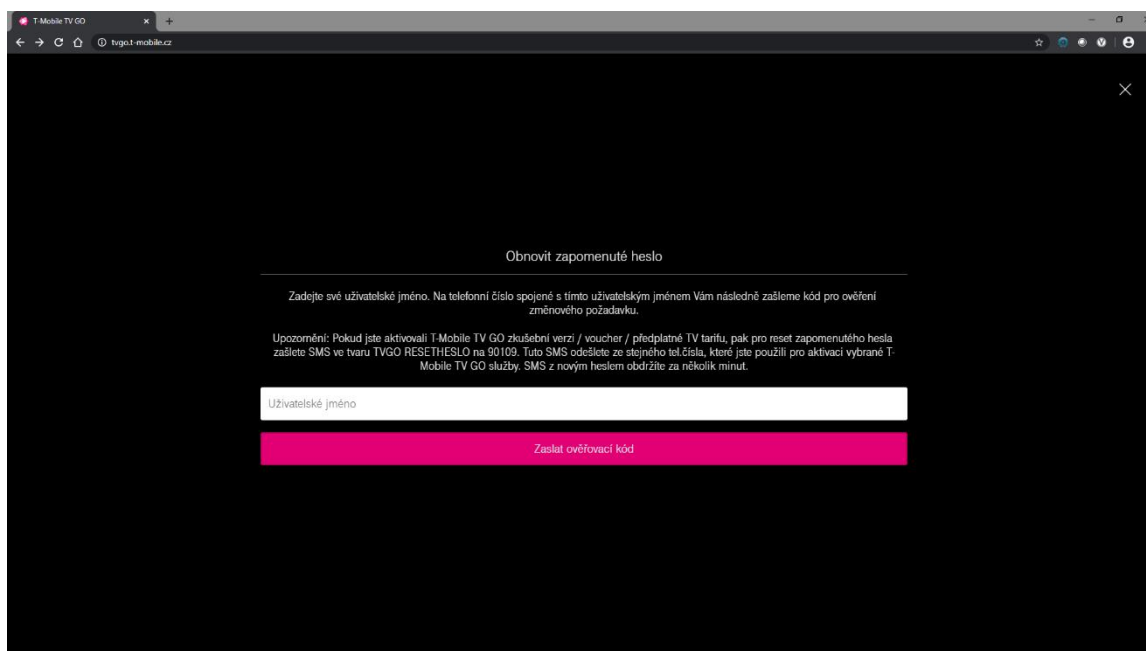 T-Mobile TV GO
tvgo.t-mobile.cz
Obnovit zapomenuté heslo
Zadejte své uživatelské jméno. Na telefonní číslo spojené s tímto uživatelským jménem Vám následně zašleme kód pro ověření
změnového požadavku.
Upozornění: Pokud jste aktivovali T-Mobile TV GO zkušební verzi / voucher / předplatné TV tarifu, pak pro reset zapomenutého hesla
zašlete SMS ve tvaru TVGO RESETHESLO na 90109. Tuto SMS odešlete ze stejného tel.čísla, které jste použili pro aktivaci vybrané T-
Mobile TV GO služby. SMS z novým heslem obdržíte za několik minut.
Uživatelské jméno
Zaslat ověřovací kód